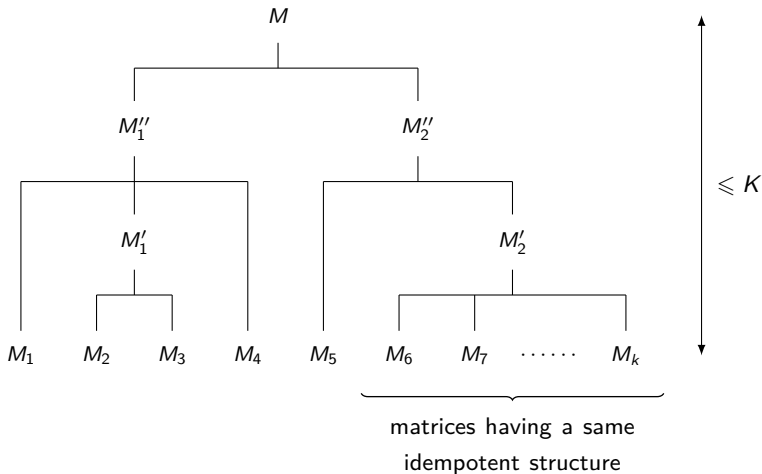 M
M₁′′ M₂′′
⩽ K
M₁′ M₂′
M₁ M₂ M₃ M₄ M₅ M₆ M₇ ⋯⋯ Mₖ
matrices having a same
idempotent structure